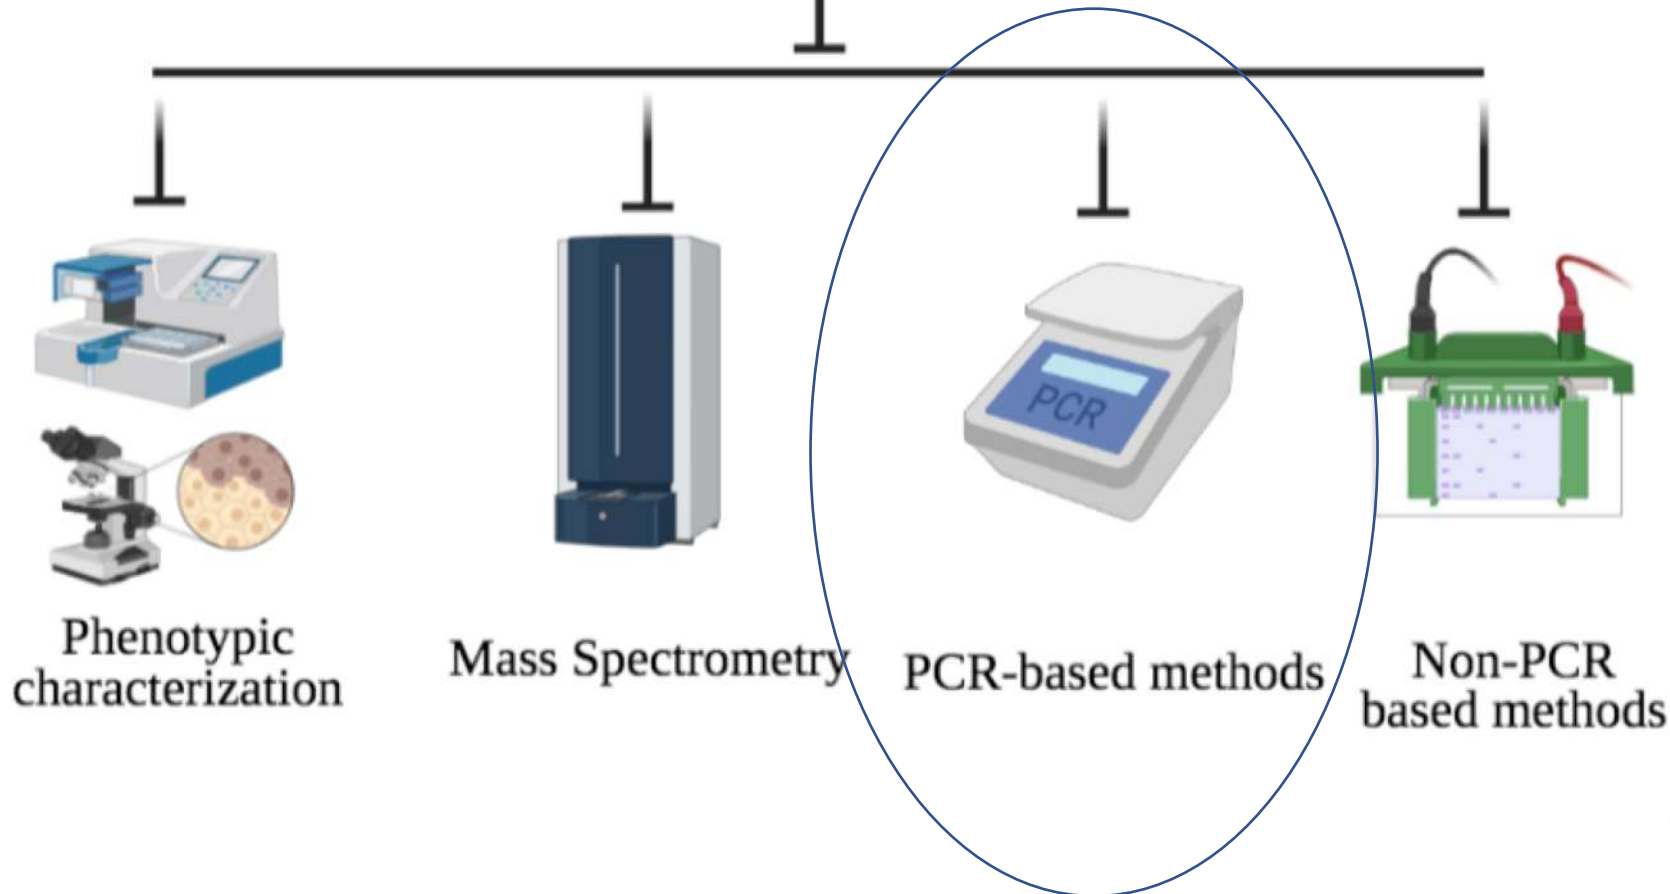 PCR
Phenotypic
characterization
Mass Spectrometry
PCR-based methods
Non-PCR
based methods